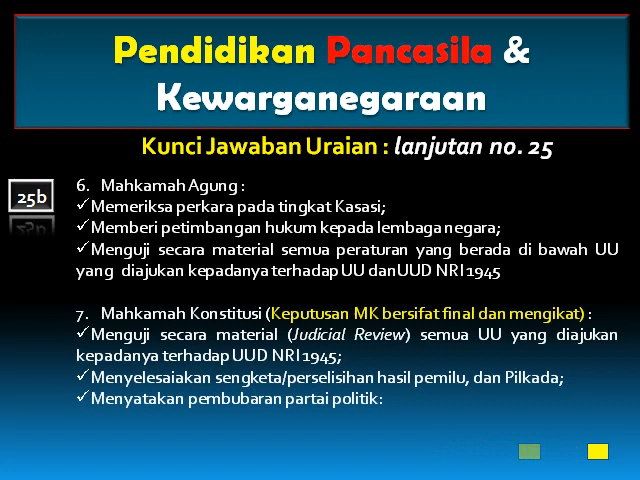 Pendidikan Pancasila &
Kewarganegaraan
Kunci Jawaban Uraian : lanjutan no. 25
25b
6. Mahkamah Agung :
✓Memeriksa perkara pada tingkat Kasasi;
✓Memberi petimbangan hukum kepada lembaga negara;
✓Menguji secara material semua peraturan yang berada di bawah UU
yang diajukan kepadanya terhadap UU dan UUD NRI 1945
7. Mahkamah Konstitusi (Keputusan MK bersifat final dan mengikat) :
✓Menguji secara material (Judicial Review) semua UU yang diajukan
kepadanya terhadap UUD NRI 1945;
✓Menyelesaiakan sengketa/perselisihan hasil pemilu, dan Pilkada;
✓Menyatakan pembubaran partai politik: